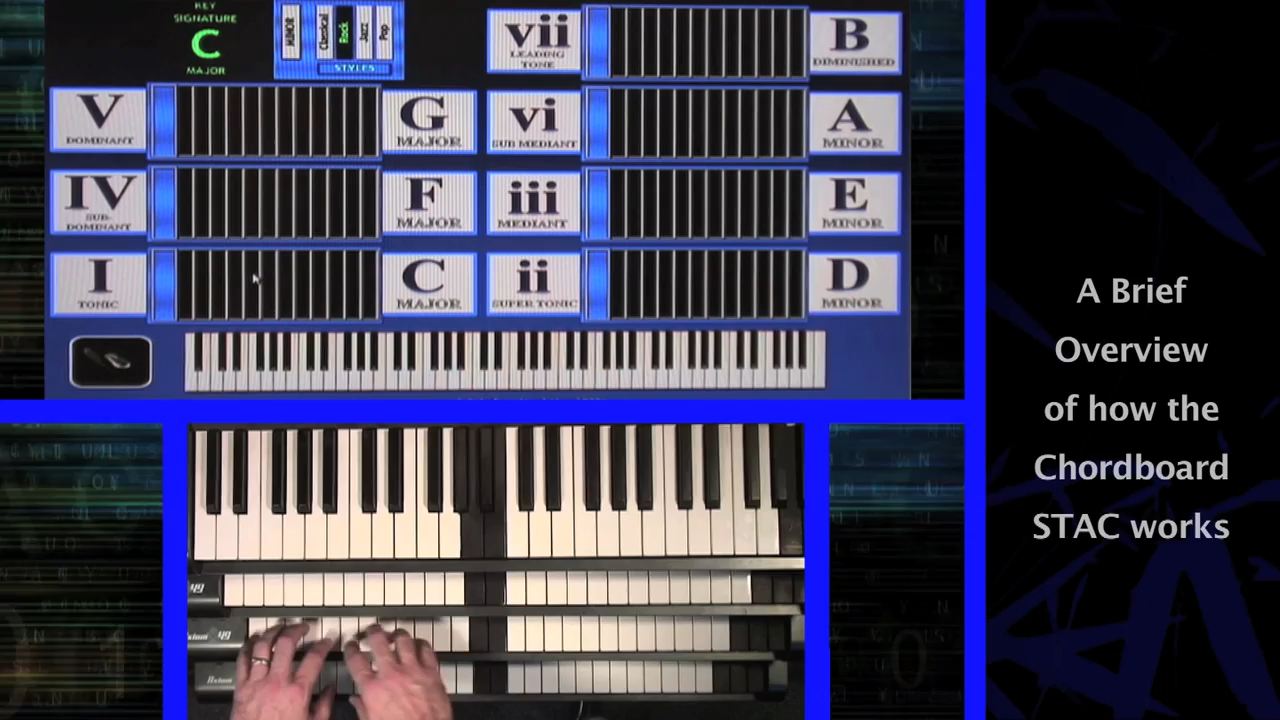 KEY
SIGNATURE
C
MAJOR
MINOR
Classical
Rock
Jazz
Pop
STYLES
vii
LEADING
TONE
B
DIMINISHED
V
DOMINANT
G
MAJOR
vi
SUB MEDIANT
A
MINOR
IV
SUB-
DOMINANT
F
MAJOR
iii
MEDIANT
E
MINOR
I
TONIC
C
MAJOR
ii
SUPER TONIC
D
MINOR
49
49
A Brief
Overview
of how the
Chordboard
STAC works